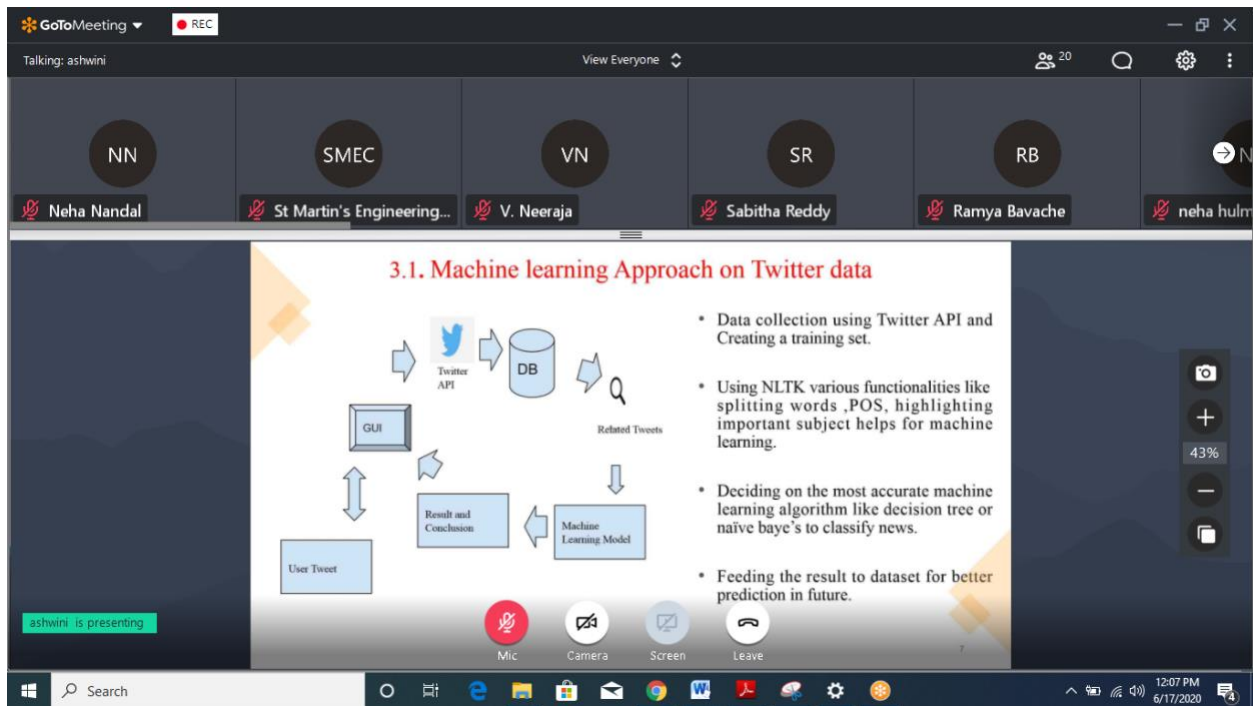 GoToMeeting
REC
Talking: ashwini
View Everyone
20
NN
SMEC
VN
SR
RB
N
Neha Nandal
St Martin's Engineering...
V. Neeraja
Sabitha Reddy
Ramya Bavache
neha hulm
3.1. Machine learning Approach on Twitter data
Twitter
API
DB
GUI
Related Tweets
Result and
Conclusion
Machine
Learning Model
User Tweet
• Data collection using Twitter API and
Creating a training set.
• Using NLTK various functionalities like
splitting words ,POS, highlighting
important subject helps for machine
learning.
• Deciding on the most accurate machine
learning algorithm like decision tree or
naïve baye's to classify news.
• Feeding the result to dataset for better
prediction in future.
7
43%
ashwini is presenting
Mic
Camera
Screen
Leave
Search
12:07 PM
6/17/2020
4